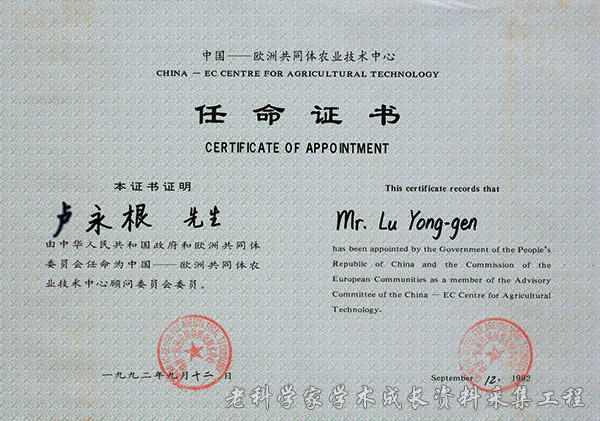 中国——欧洲共同体农业技术中心
CHINA – EC CENTRE FOR AGRICULTURAL TECHNOLOGY
任命证书
CERTIFICATE OF APPOINTMENT
本证书证明
卢永根 先生
由中华人民共和国政府和欧洲共同体
委员会任命为中国——欧洲共同体农
业技术中心顾问委员会委员。
一九九二年九月十二日
This certificate records that
Mr. Lu Yong-gen
has been appointed by the Government of the People's
Republic of China and the Commission of the
European Communities as a member of the Advisory
Committee of the China – EC Centre for Agricultural
Technology.
September 12, 1992
老科学家学术成长资料采集工程